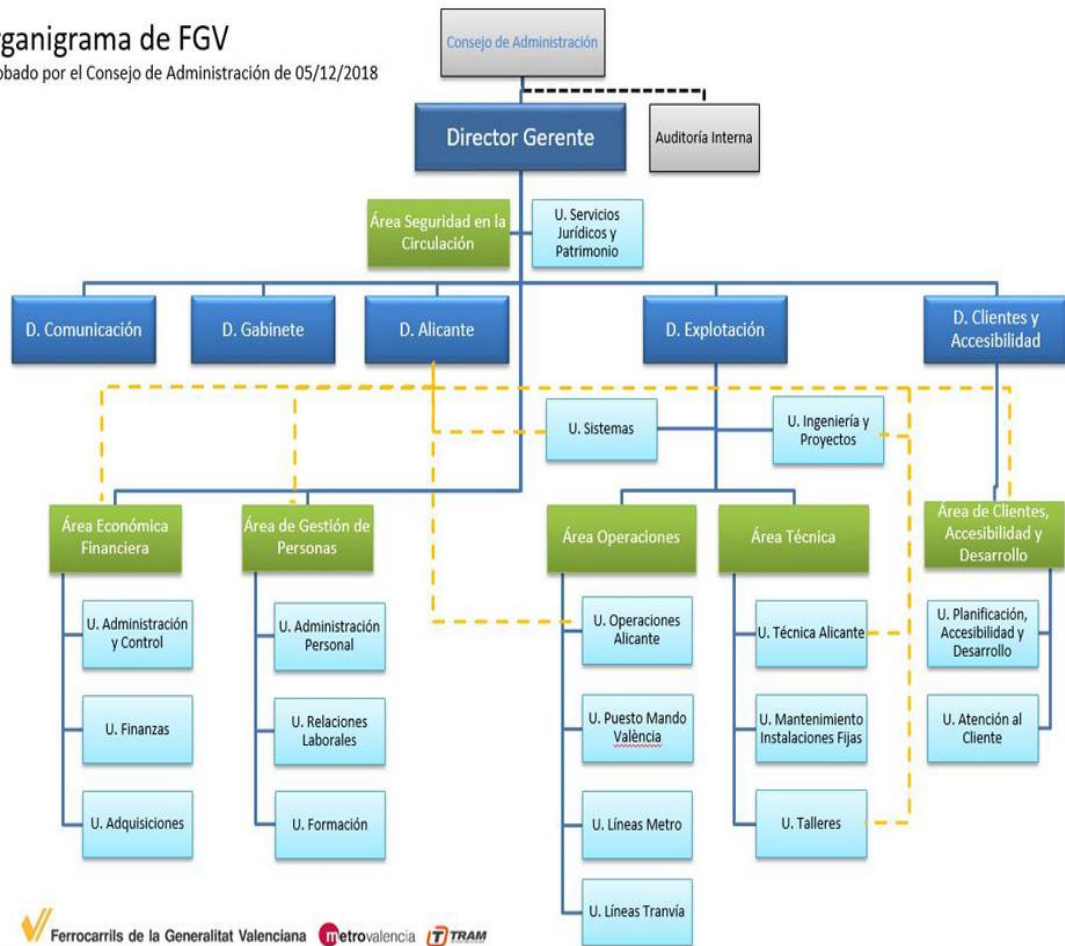 rganigrama de FGV
obado por el Consejo de Administración de 05/12/2018
Consejo de Administración
Director Gerente
Auditoría Interna
Área Seguridad en la
Circulación
U. Servicios
Jurídicos y
Patrimonio
D. Comunicación
D. Gabinete
D. Alicante
D. Explotación
D. Clientes y
Accesibilidad
U. Sistemas
U. Ingeniería y
Proyectos
Área Económica
Financiera
Área de Gestión de
Personas
Área Operaciones
Área Técnica
Área de Clientes,
Accesibilidad y
Desarrollo
U. Administración
y Control
U. Finanzas
U. Adquisiciones
U. Administración
Personal
U. Relaciones
Laborales
U. Formación
U. Operaciones
Alicante
U. Puesto Mando
València
U. Líneas Metro
U. Líneas Tranvía
U. Técnica Alicante
U. Mantenimiento
Instalaciones Fijas
U. Talleres
U. Planificación,
Accesibilidad y
Desarrollo
U. Atención al
Cliente
Ferrocarrils de la Generalitat Valenciana
metrovalencia
TRAM